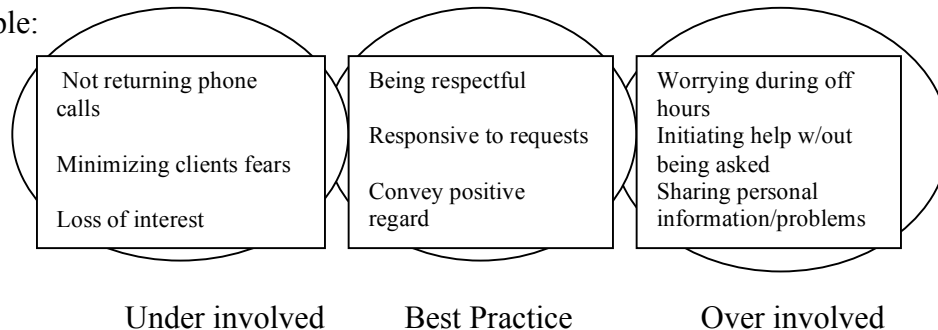 ple:
Not returning phone
calls
Minimizing clients fears
Loss of interest
Being respectful
Responsive to requests
Convey positive
regard
Worrying during off
hours
Initiating help w/out
being asked
Sharing personal
information/problems
Under involved
Best Practice
Over involved